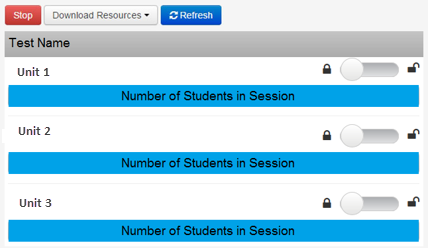 Stop Download Resources Refresh
Test Name
Unit 1
Number of Students in Session
Unit 2
Number of Students in Session
Unit 3
Number of Students in Session